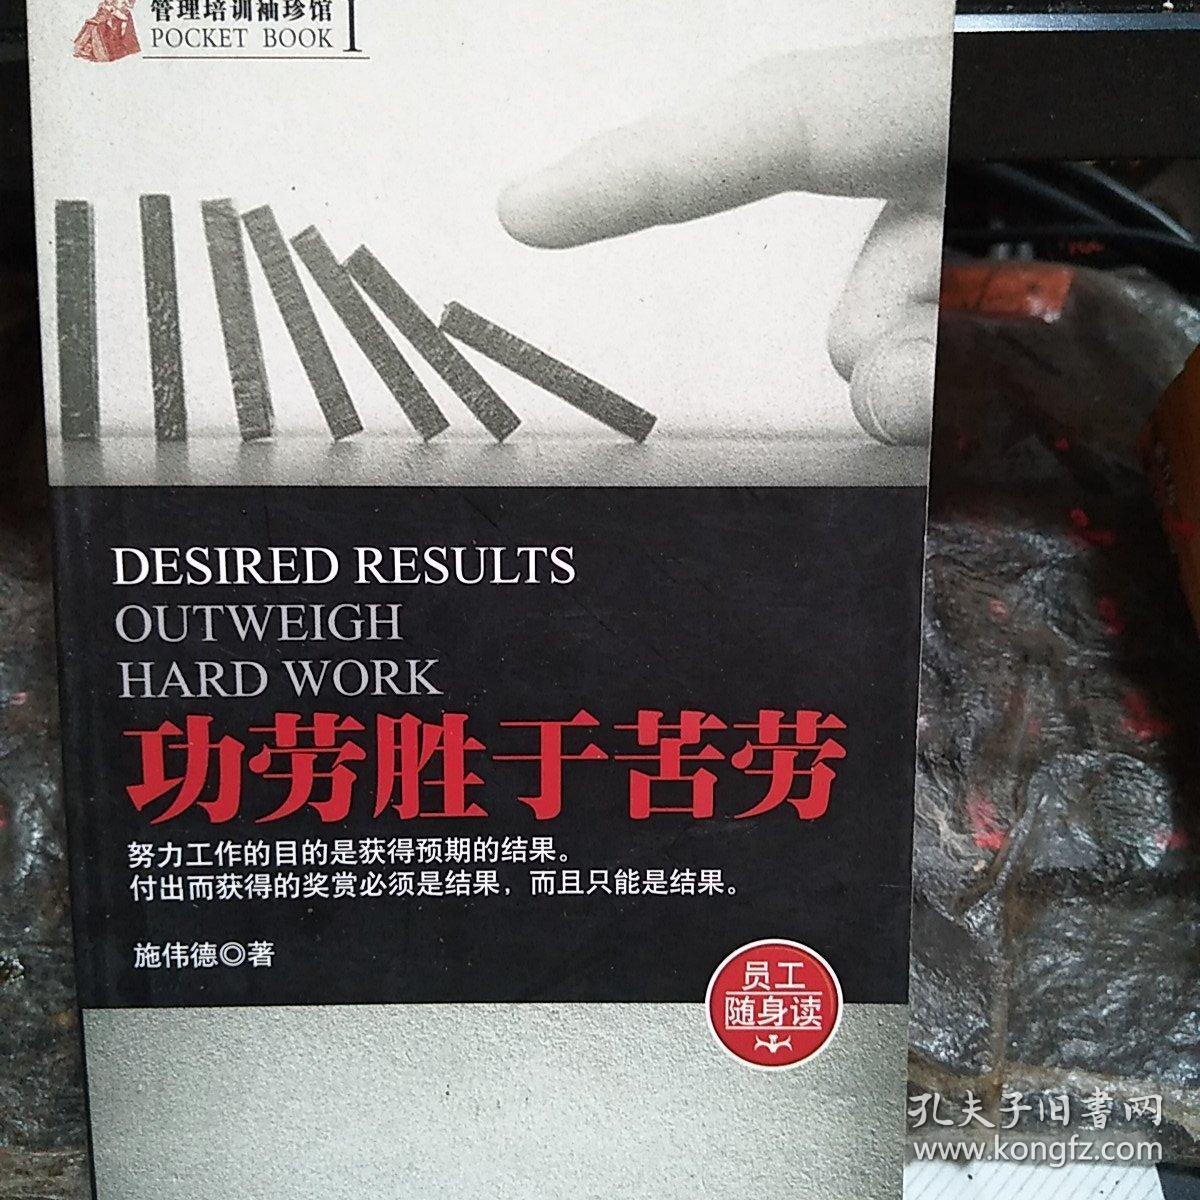 管理培训袖珍馆
POCKET BOOK 1
DESIRED RESULTS
OUTWEIGH
HARD WORK
功劳胜于苦劳
努力工作的目的是获得预期的结果。
付出而获得的奖赏必须是结果，而且只能是结果。
施伟德◎著
员工
随身读
孔夫子旧書网
www.kongfz.com